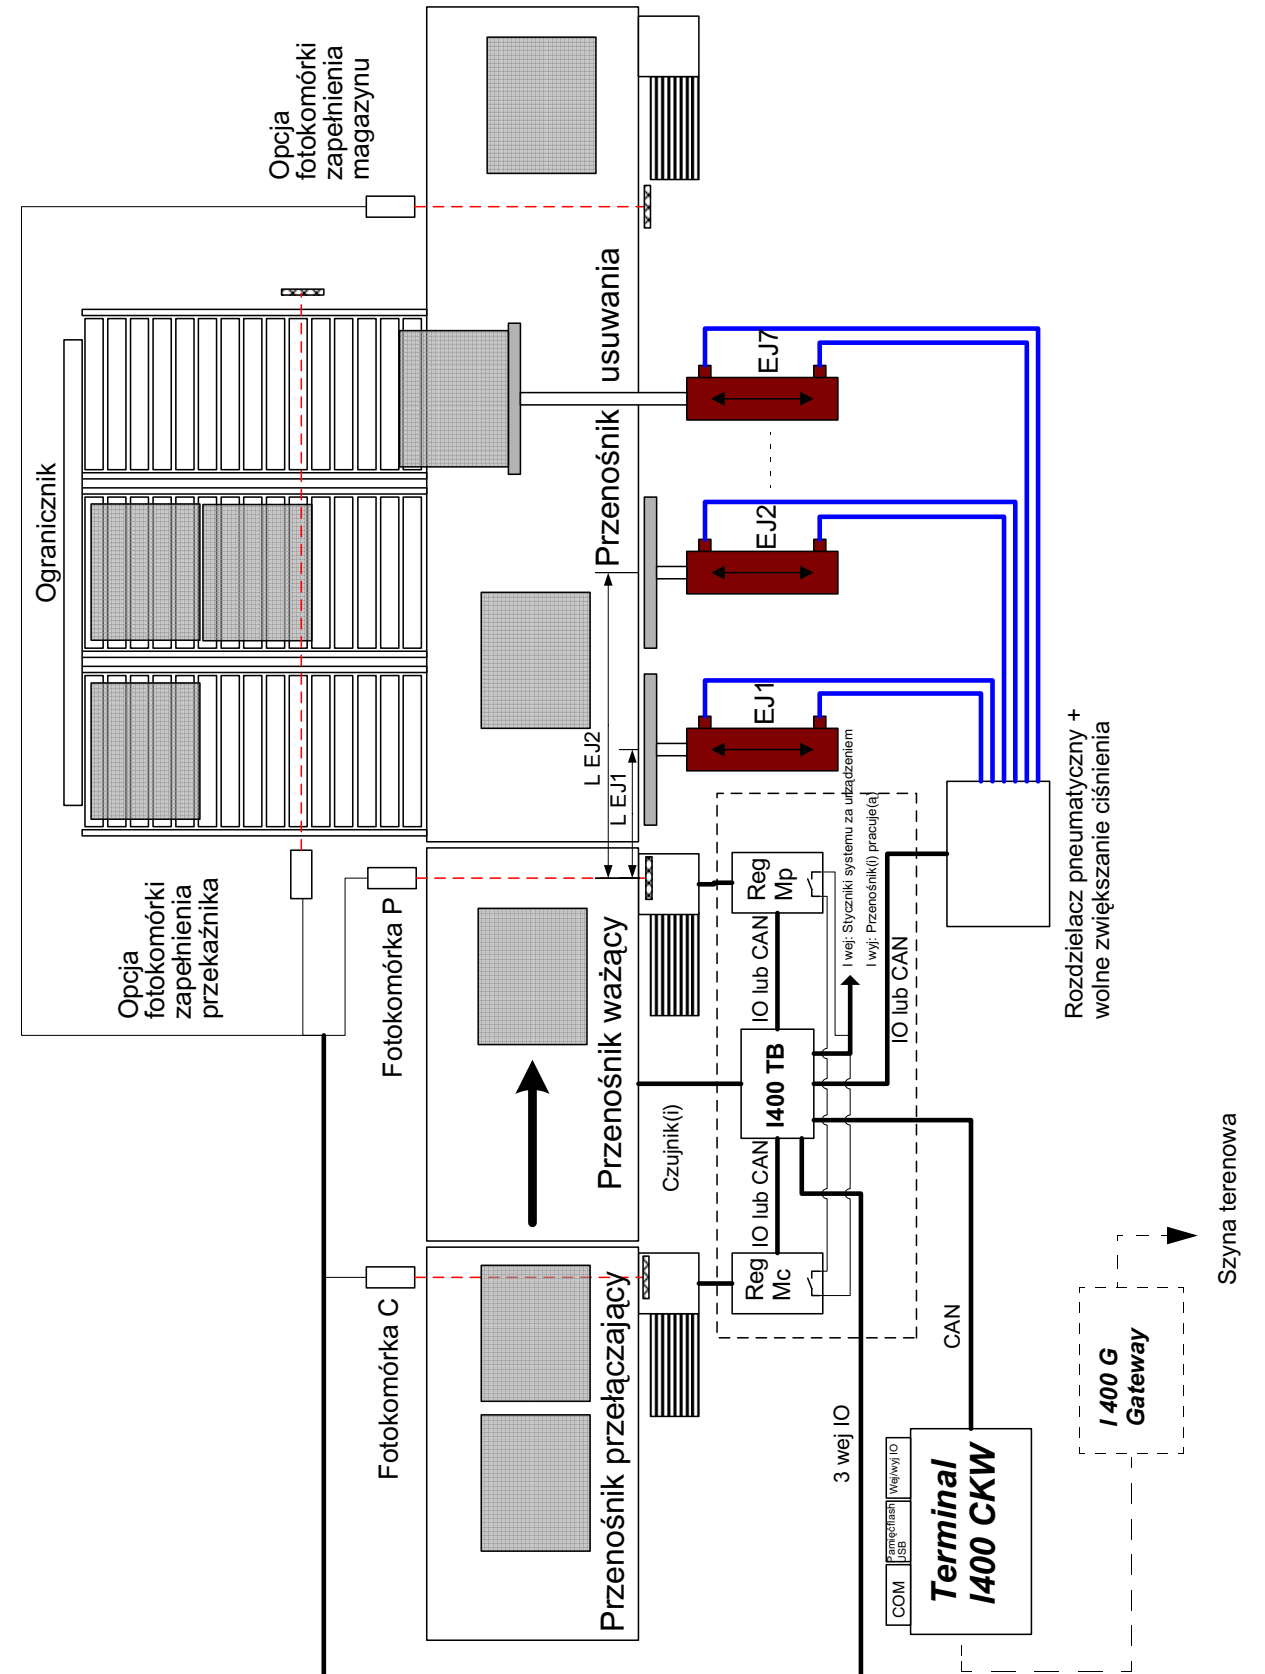 Opcja
fotokomórki
zapełnienia
magazynu
Ogranicznik
Przenośnik usuwania
EJ7
EJ2
EJ1
L EJ2
L EJ1
Opcja
fotokomórki
zapełnienia
przekaźnika
Fotokomórka P
Przenośnik ważący
Reg
Mp
I wej: Styczniki systemu za urządzeniem
I wyj: Przenośnik(i) pracuje(ą)
Rozdzielacz pneumatyczny +
wolne zwiększanie ciśnienia
IO lub CAN
IO lub CAN
I400 TB
Czujnik(i)
IO lub CAN
Reg
Mc
Fotokomórka C
Przenośnik przełączający
CAN
3 wej IO
Szyna terenowa
I 400 G
Gateway
Wej/wyj IO
Pamięć flash
USB
COM
Terminal
I400 CKW